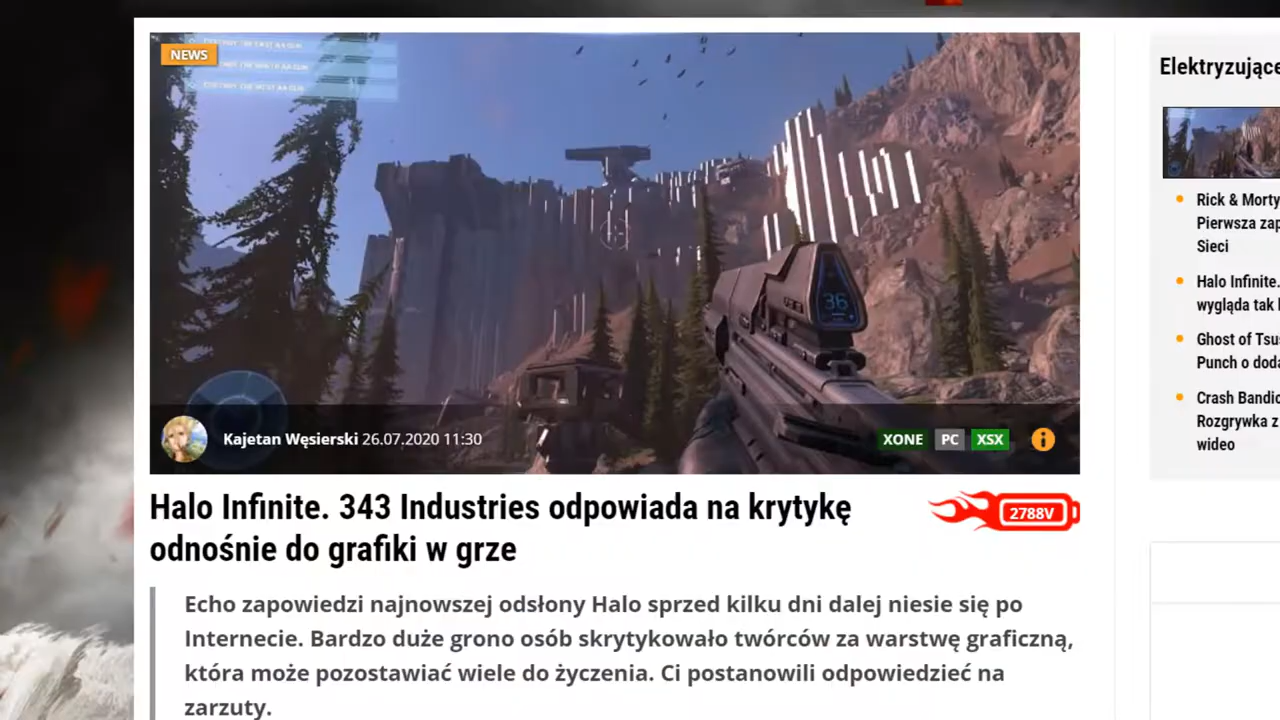 NEWS
36
Kajetan Węsierski 26.07.2020 11:30
XONE PC XSX
Halo Infinite. 343 Industries odpowiada na krytykę
odnośnie do grafiki w grze
2788V
Echo zapowiedzi najnowszej odsłony Halo sprzed kilku dni dalej niesie się po
Internecie. Bardzo duże grono osób skrytykowało twórców za warstwę graficzną,
która może pozostawiać wiele do życzenia. Ci postanowili odpowiedzieć na
zarzuty.
Elektryzujące
Rick & Morty
Pierwsza zap
Sieci
Halo Infinite.
wygląda tak
Ghost of Tsu
Punch o doda
Crash Bandic
Rozgrywka z
wideo